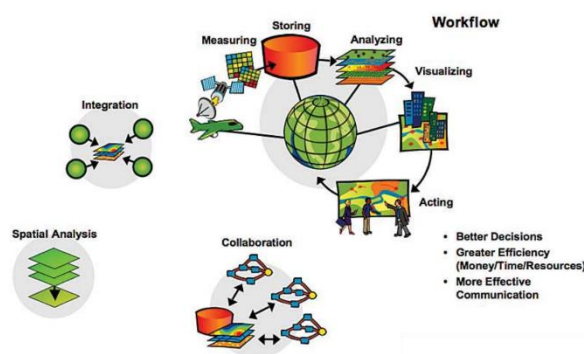 Workflow
Storing
Measuring
Analyzing
Visualizing
Integration
Acting
Spatial Analysis
Collaboration
• Better Decisions
• Greater Efficiency
(Money/Time/Resources)
• More Effective
Communication